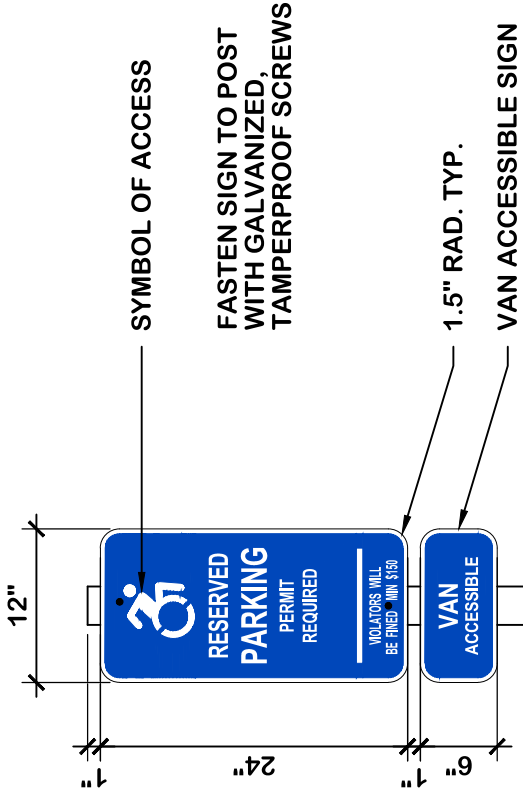 12"
SYMBOL OF ACCESS
FASTEN SIGN TO POST
WITH GALVANIZED,
TAMPERPROOF SCREWS
1.5" RAD. TYP.
VAN ACCESSIBLE SIGN
RESERVED
PARKING
PERMIT
REQUIRED
VIOLATORS WILL
BE FINED MIN $150
VAN
ACCESSIBLE
1"
24"
1"
6"